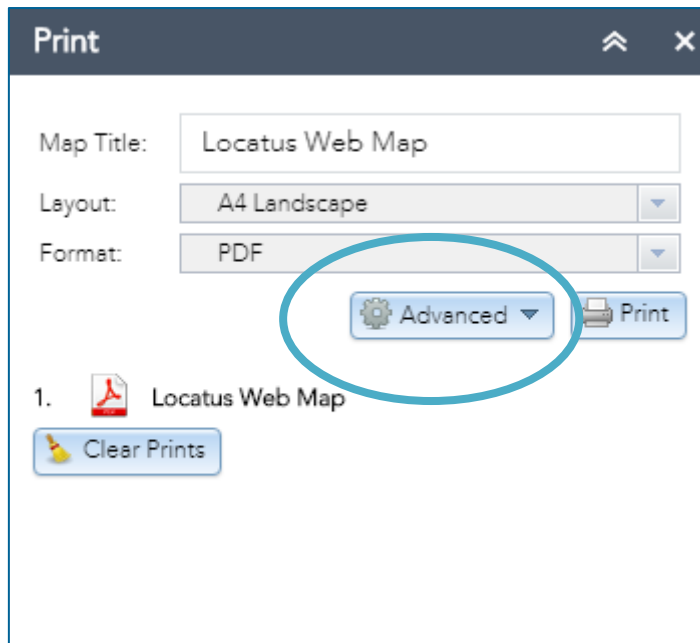 Print
Map Title: Locatus Web Map
Layout: A4 Landscape
Format: PDF
Advanced Print
1. PDF Locatus Web Map
Clear Prints